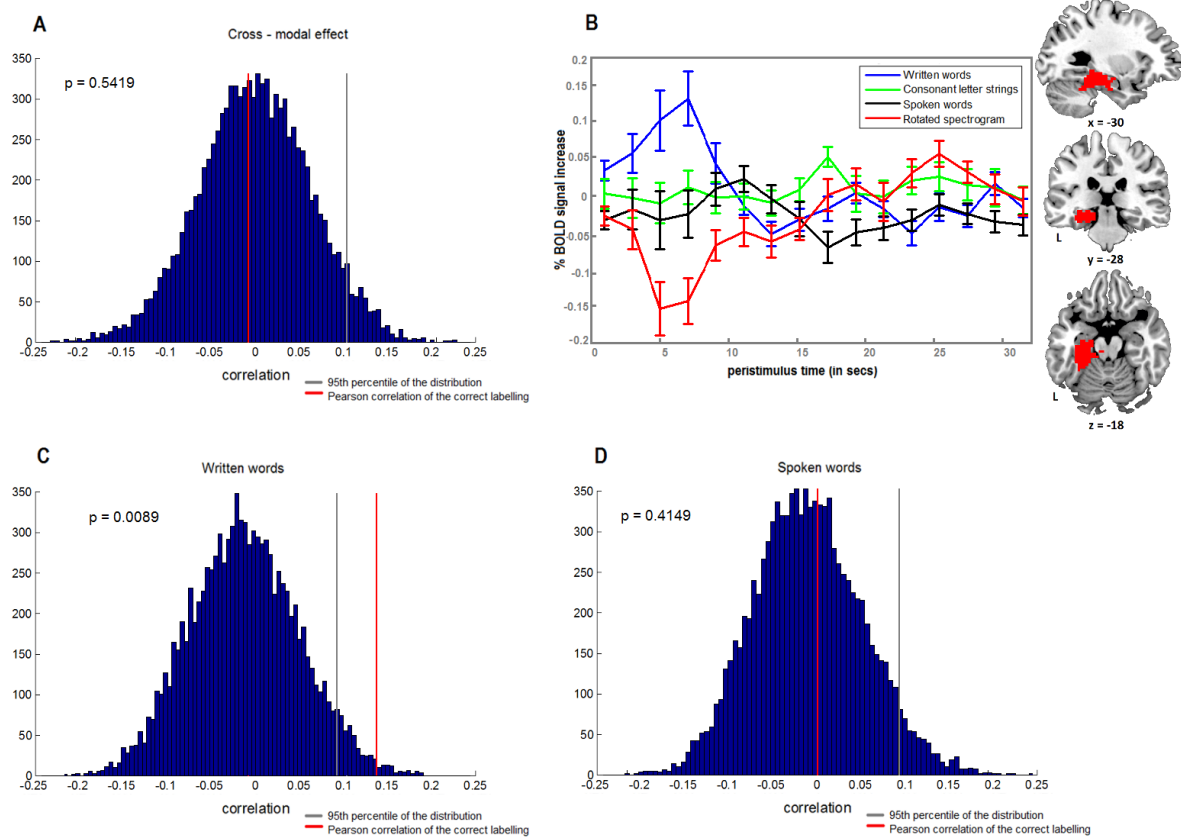 A
Cross - modal effect
p = 0.5419
350
300
250
200
150
100
50
0
-0.25 -0.2 -0.15 -0.1 -0.05 0 0.05 0.1 0.15 0.2 0.25
correlation
95th percentile of the distribution
Pearson correlation of the correct labelling
B
Written words
Consonant letter strings
Spoken words
Rotated spectrogram
% BOLD signal increase
0.2
0.15
0.1
0.05
0
-0.05
-0.1
-0.15
-0.2
0 5 10 15 20 25 30
peristimulus time (in secs)
x = -30
L
y = -28
L
z = -18
C
Written words
p = 0.0089
350
300
250
200
150
100
50
0
0.25 -0.2 -0.15 -0.1 -0.05 0 0.05 0.1 0.15 0.2 0.25
correlation
95th percentile of the distribution
Pearson correlation of the correct labelling
D
Spoken words
p = 0.4149
350
300
250
200
150
100
50
0
0.25 -0.2 -0.15 -0.1 -0.05 0 0.05 0.1 0.15 0.2 0.25
correlation
95th percentile of the distribution
Pearson correlation of the correct labelling